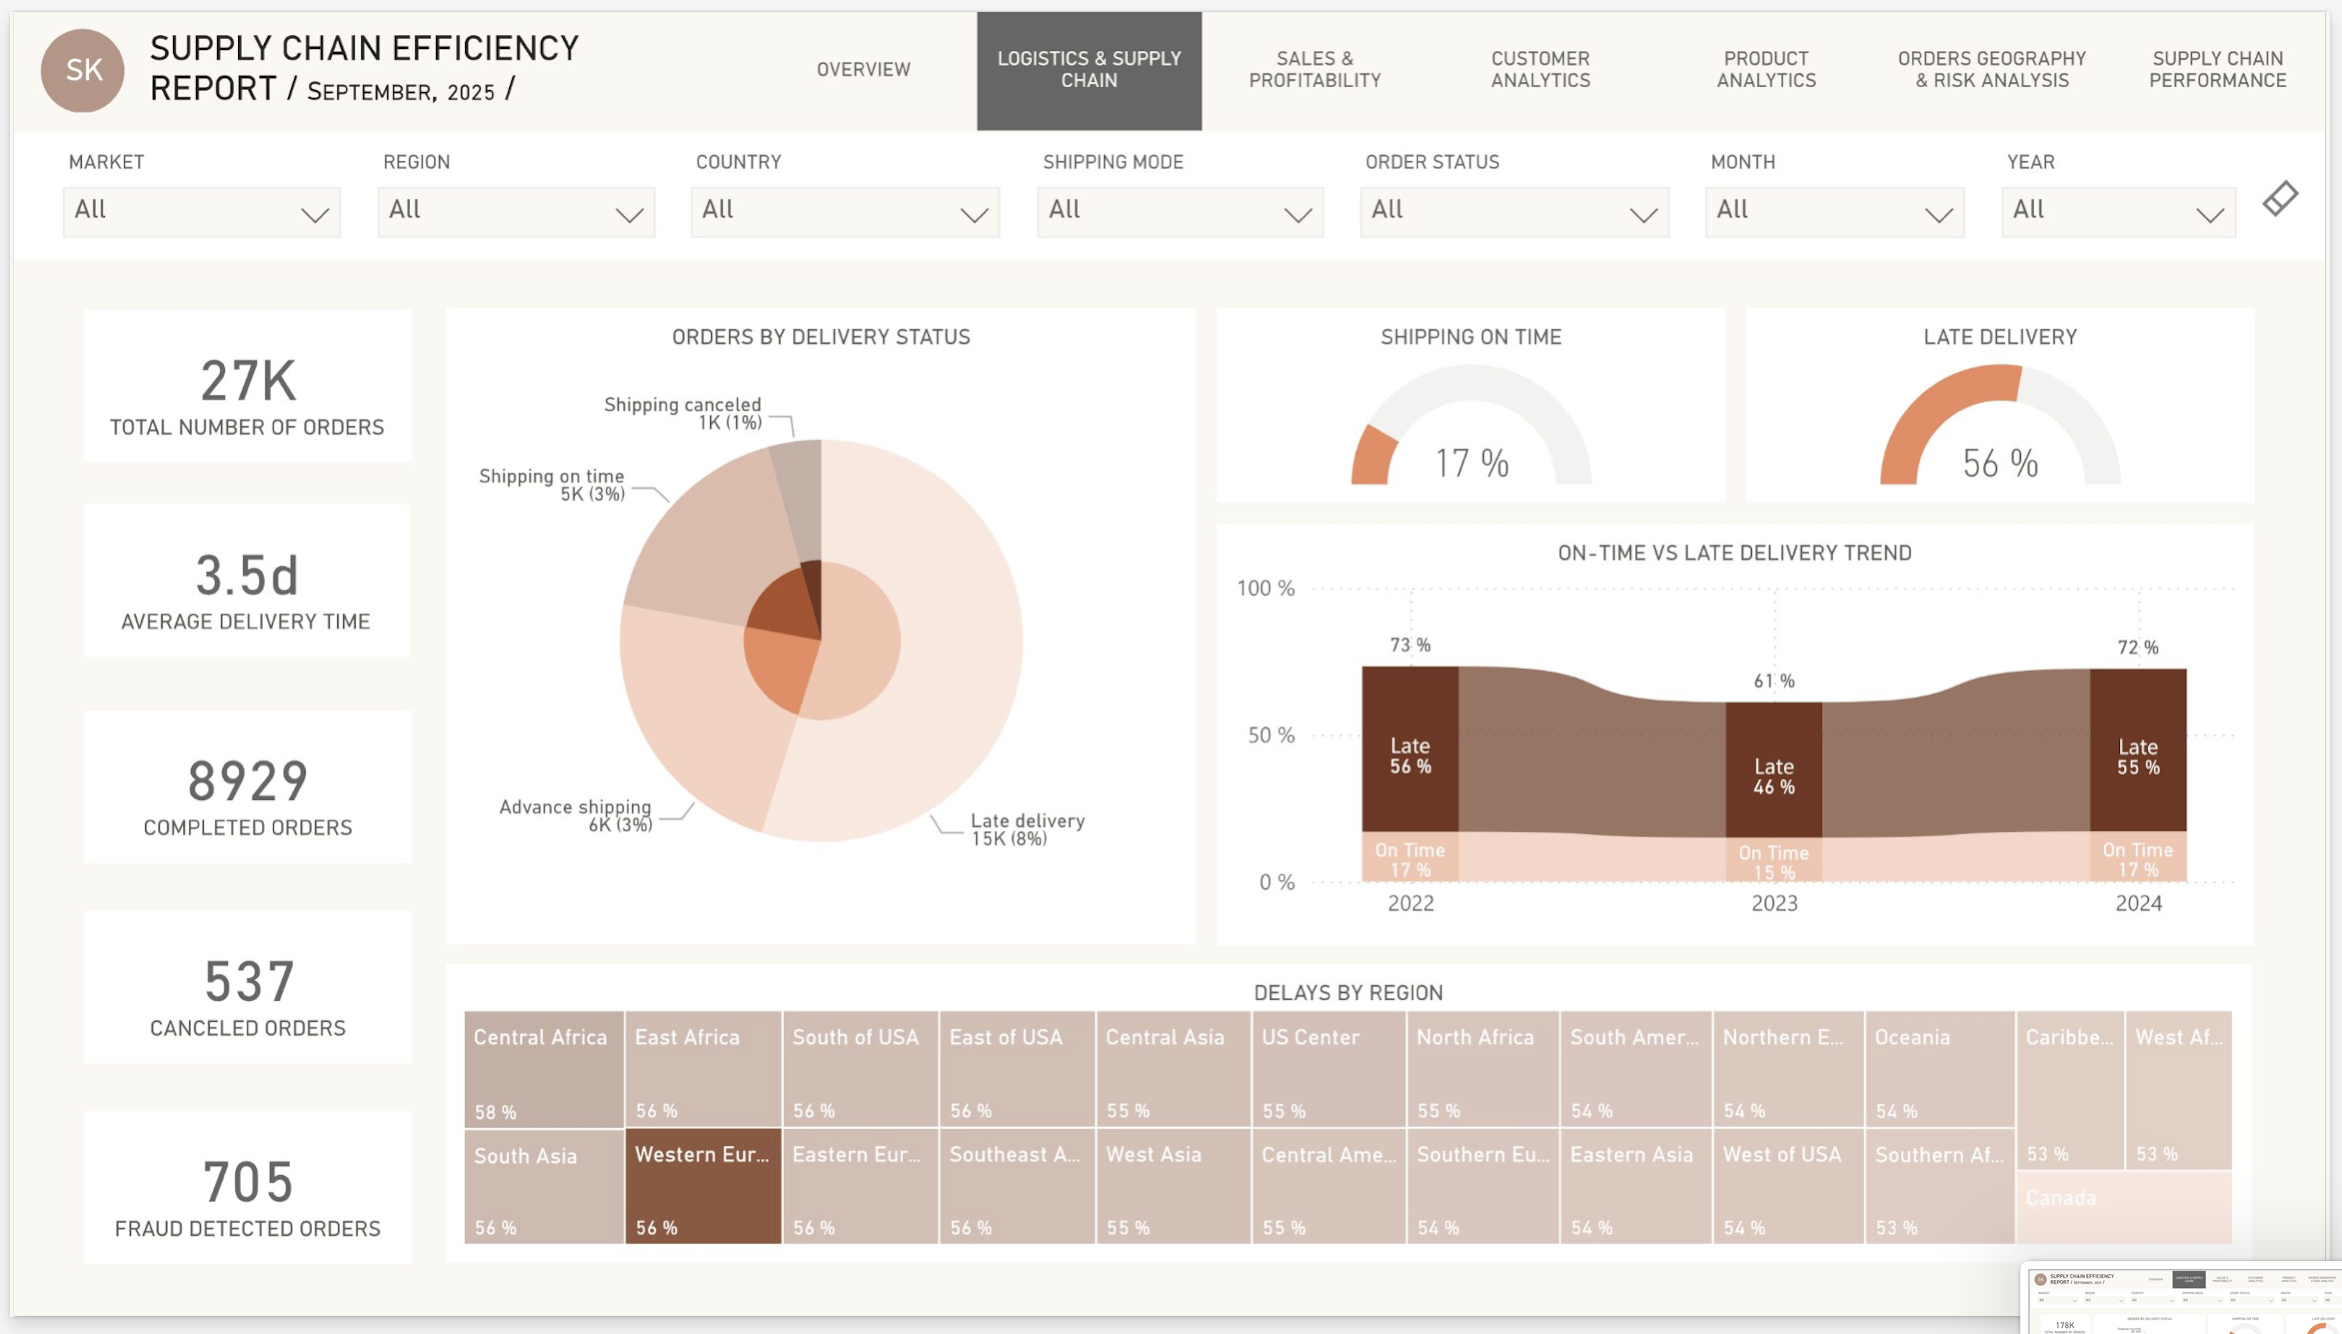 SK
SUPPLY CHAIN EFFICIENCY
REPORT / SEPTEMBER, 2025 /
OVERVIEW
LOGISTICS & SUPPLY
CHAIN
SALES &
PROFITABILITY
CUSTOMER
ANALYTICS
PRODUCT
ANALYTICS
ORDERS GEOGRAPHY
& RISK ANALYSIS
SUPPLY CHAIN
PERFORMANCE
MARKET
All
REGION
All
COUNTRY
All
SHIPPING MODE
All
ORDER STATUS
All
MONTH
All
YEAR
All
27K
TOTAL NUMBER OF ORDERS
3.5d
AVERAGE DELIVERY TIME
8929
COMPLETED ORDERS
537
CANCELED ORDERS
705
FRAUD DETECTED ORDERS
ORDERS BY DELIVERY STATUS
Shipping canceled
1K (1%)
Shipping on time
5K (3%)
Advance shipping
6K (3%)
Late delivery
15K (8%)
SHIPPING ON TIME
17 %
LATE DELIVERY
56 %
ON-TIME VS LATE DELIVERY TREND
100 %
50 %
0 %
73 %
Late
56 %
On Time
17 %
2022
61 %
Late
46 %
On Time
15 %
2023
72 %
Late
55 %
On Time
17 %
2024
DELAYS BY REGION
Central Africa
58 %
East Africa
56 %
South of USA
56 %
East of USA
56 %
Central Asia
55 %
US Center
55 %
North Africa
55 %
South Amer...
54 %
Northern E...
54 %
Oceania
54 %
Caribbe...
53 %
West Af...
53 %
South Asia
56 %
Western Eur...
56 %
Eastern Eur...
56 %
Southeast A...
56 %
West Asia
55 %
Central Ame...
55 %
Southern Eu...
54 %
Eastern Asia
54 %
West of USA
54 %
Southern Af...
53 %
Canada
SUPPLY CHAIN EFFICIENCY
REPORT / SEPTEMBER, 2025 /
178K